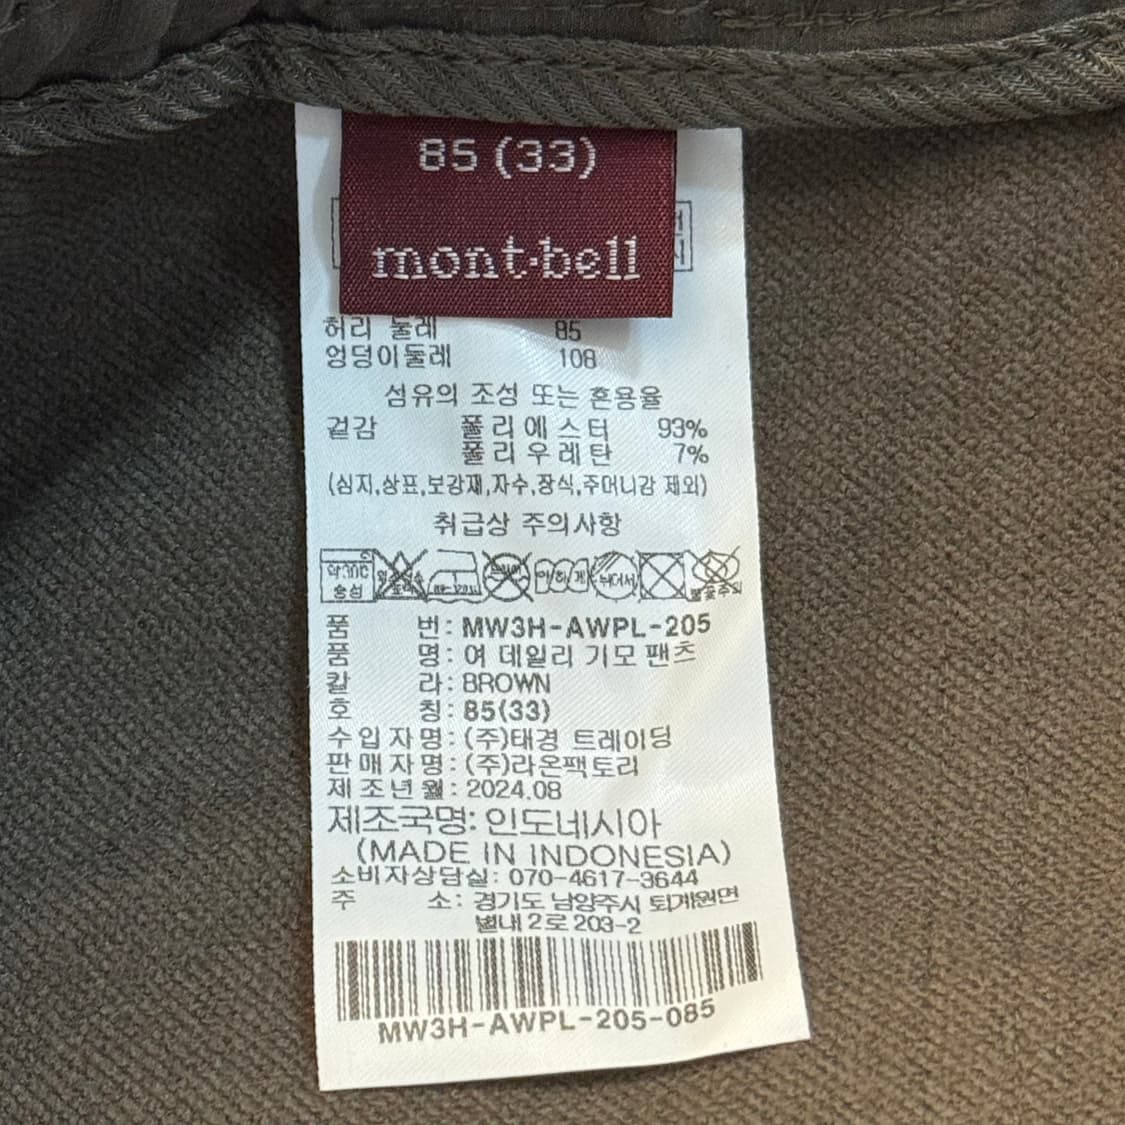 85 (33)
mont-bell
허리 둘레 85
엉덩이둘레 108
섬유의 조성 또는 혼용율
겉감 폴리에스터 93%
폴리우레탄 7%
(심지,상표,보강재,자수,장식,주머니감 제외)
취급상 주의사항
약30℃ 중성 약하게
품 번: MW3H-AWPL-205
품 명: 여 데일리 기모 팬츠
칼 라: BROWN
호 칭: 85(33)
수입자명: (주)태경 트레이딩
판매자명: (주)라온팩토리
제조년월: 2024.08
제조국명: 인도네시아
(MADE IN INDONESIA)
소비자상담실: 070-4617-3644
주 소: 경기도 남양주시 퇴계원면
별내2로 203-2
MW3H-AWPL-205-085